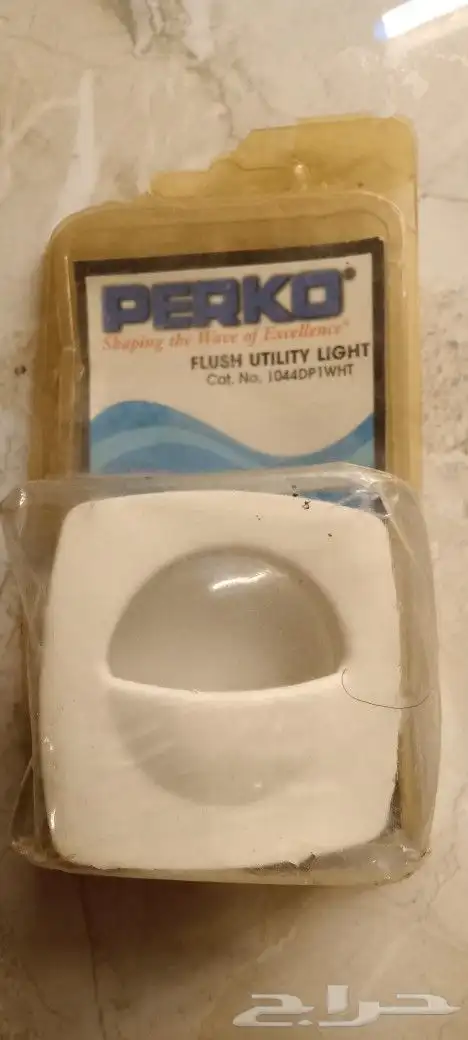 PERKO®
Shaping the Wave of Excellence®
FLUSH UTILITY LIGHT
Cat. No. 1044DP1WHT
حراج